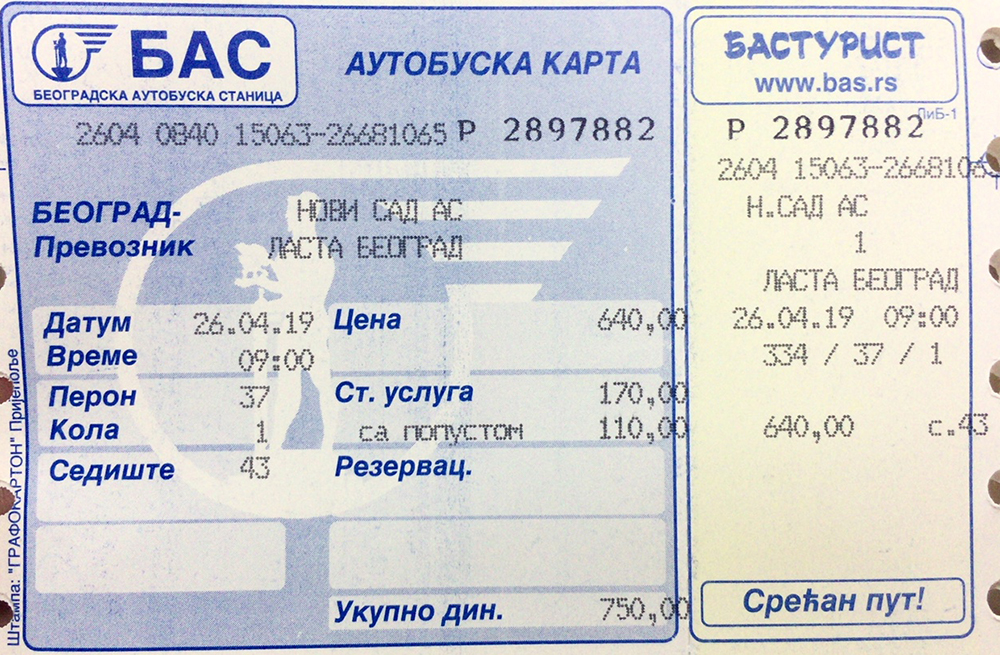 БАС
БЕОГРАДСКА АУТОБУСКА СТАНИЦА
АУТОБУСКА КАРТА
2604 0840 15063-26681065 Р 2897882
БЕОГРАД- НОВИ САД АС
Превозник ЛАСТА БЕОГРАД
Датум 26.04.19 Цена 640,00
Време 09:00
Перон 37 Ст. услуга 170,00
Кола 1 са попустом 110,00
Седиште 43 Резервац.
Укупно дин. 750,00
Штампа: "ГРАФОКАРТОН" Пријепоље
БАСТУРИСТ
www.bas.rs
ЛиБ-1
Р 2897882
2604 15063-26681065
Н.САД АС
1
ЛАСТА БЕОГРАД
26.04.19 09:00
334 / 37 / 1
640,00 с.43
Срећан пут!